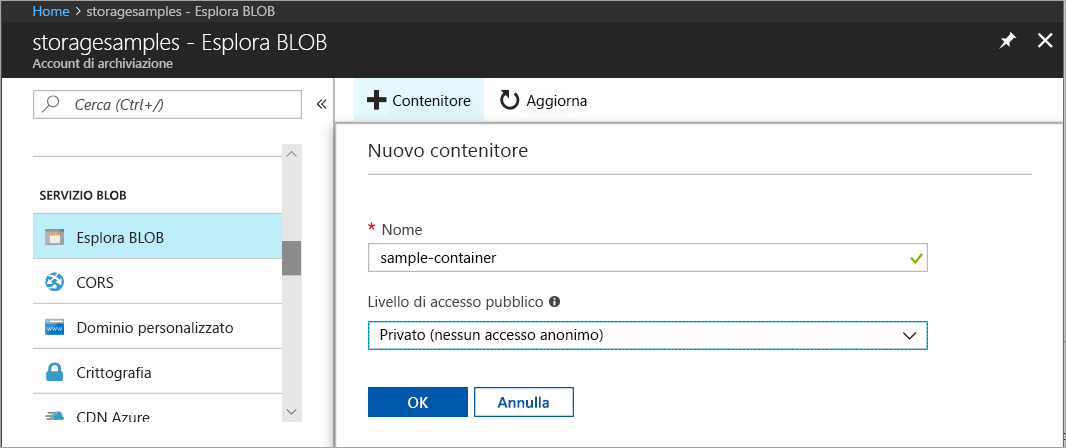 Home > storagesamples - Esplora BLOB
storagesamples - Esplora BLOB
Account di archiviazione
Cerca (Ctrl+/)
«
SERVIZIO BLOB
Esplora BLOB
CORS
www
Dominio personalizzato
Crittografia
CDN Azure
+ Contenitore
Aggiorna
Nuovo contenitore
* Nome
sample-container
Livello di accesso pubblico
Privato (nessun accesso anonimo)
OK
Annulla